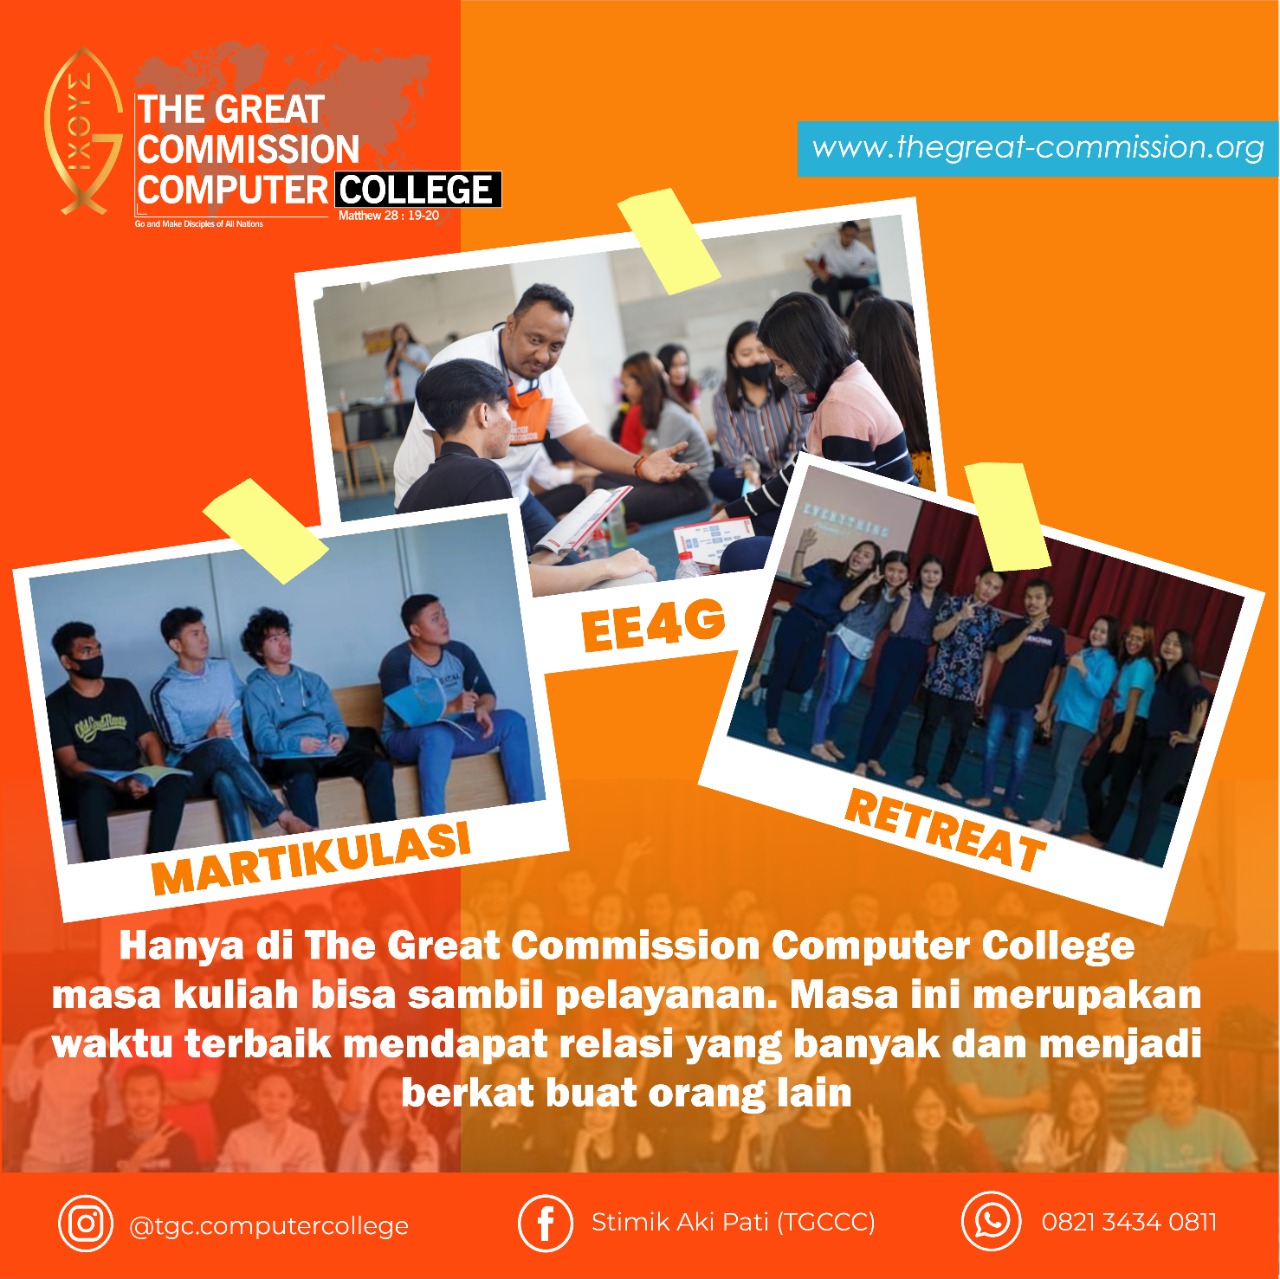 ΙΧΘΥΣ
THE GREAT
COMMISSION
COMPUTER COLLEGE
Matthew 28 : 19-20
Go and Make Disciples of All Nations
www.thegreat-commission.org
EE4G
EVERYTHING
MARTIKULASI
RETREAT
Hanya di The Great Commission Computer College
masa kuliah bisa sambil pelayanan. Masa ini merupakan
waktu terbaik mendapat relasi yang banyak dan menjadi
berkat buat orang lain
@tgc.computercollege
Stimik Aki Pati (TGCCC)
0821 3434 0811